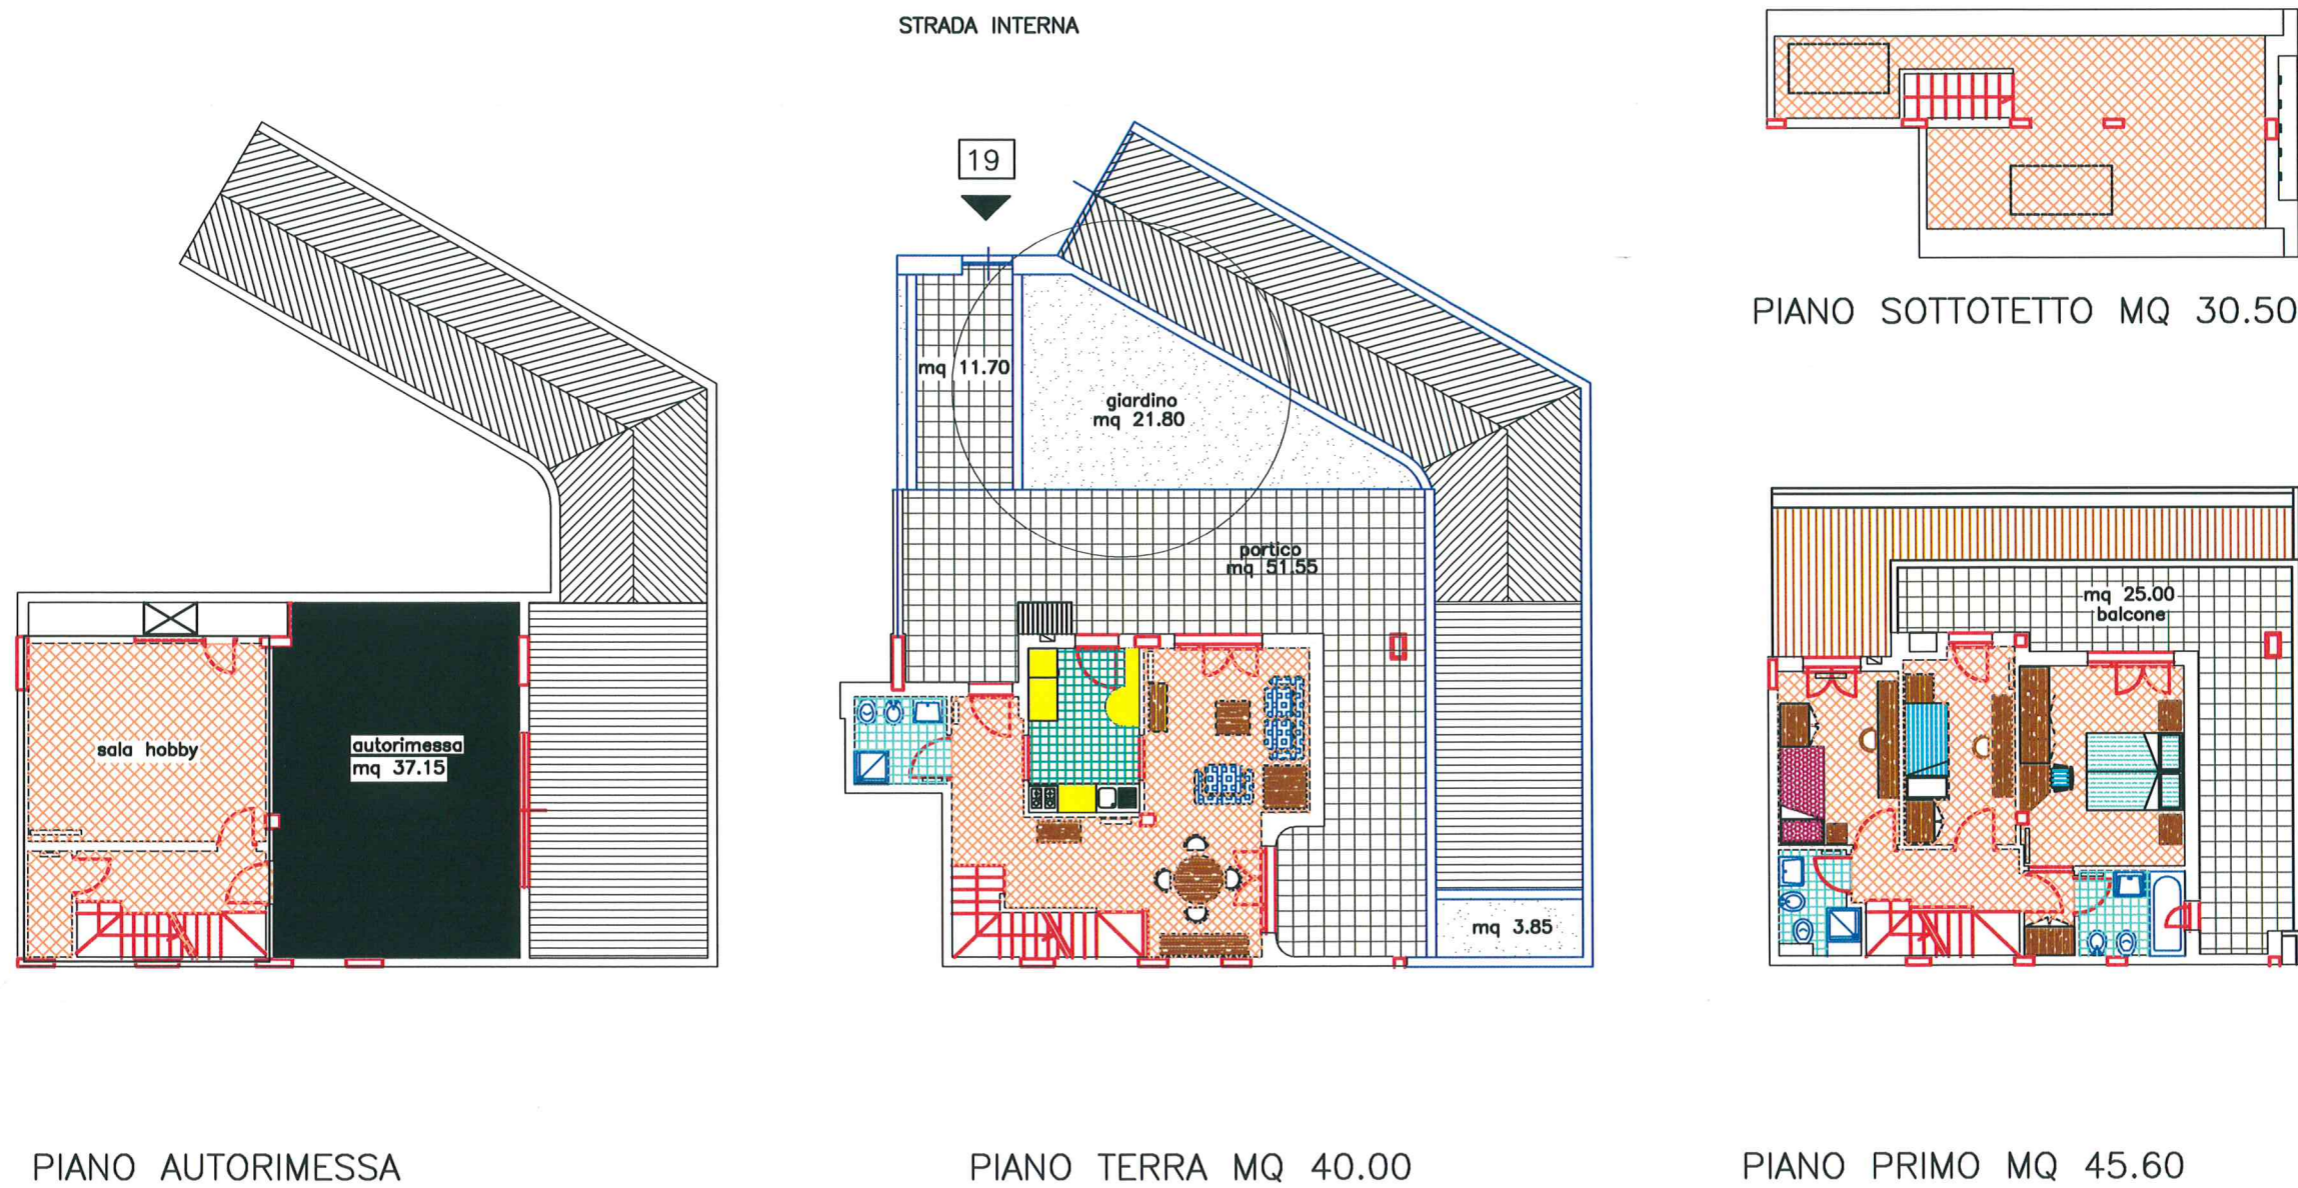 STRADA INTERNA
19
mq 11.70
giardino
mq 21.80
portico
mq 51.55
mq 3.85
PIANO SOTTOTETTO MQ 30.50
mq 25.00
balcone
sala hobby
autorimessa
mq 37.15
PIANO AUTORIMESSA
PIANO TERRA MQ 40.00
PIANO PRIMO MQ 45.60